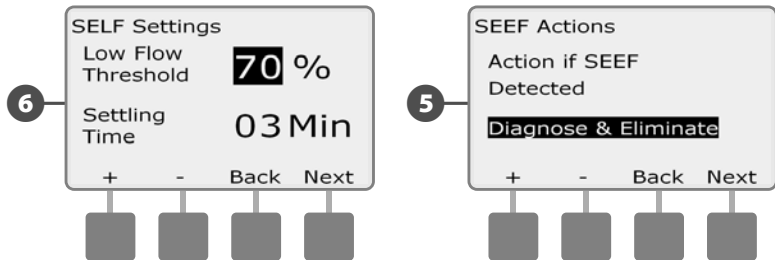 6
SELF Settings
Low Flow
Threshold
70 %
Settling
Time
03 Min
+ - Back Next
5
SEEF Actions
Action if SEEF
Detected
Diagnose & Eliminate
+ - Back Next